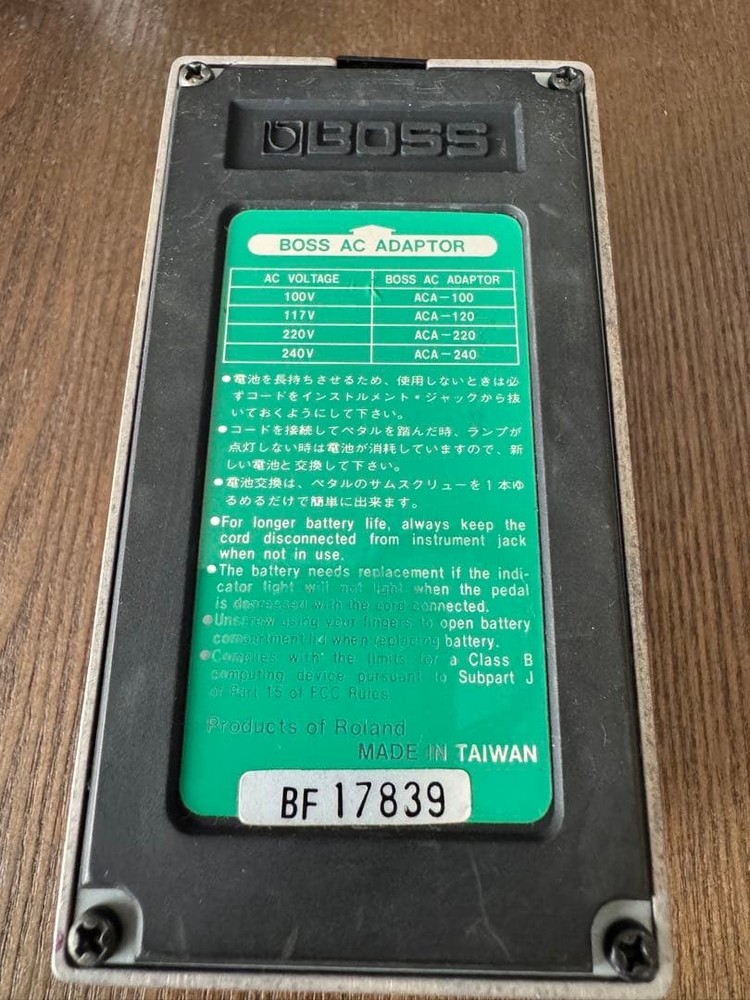 BOSS
BOSS AC ADAPTOR
AC VOLTAGE BOSS AC ADAPTOR
100V ACA-100
117V ACA-120
220V ACA-220
240V ACA-240
●電池を長持ちさせるため、使用しないときは必
ずコードをインストルメント・ジャックから抜
いておくようにして下さい。
●コードを接続してペタルを踏んだ時、ランプが
点灯しない時は電池が消耗していますので、新
しい電池と交換して下さい。
●電池交換は、ペタルのサムスクリューを1本ゆ
るめるだけで簡単に出来ます。
●For longer battery life, always keep the
cord disconnected from instrument jack
when not in use.
●The battery needs replacement if the indi-
cator light will not light when the pedal
is depressed with the cord connected.
●Unscrew using your fingers to open battery
compartment lid when replacing battery.
●Complies with the limits for a Class B
computing device pursuant to Subpart J
of Part 15 of FCC Rules.
Products of Roland
MADE IN TAIWAN
BF 17839